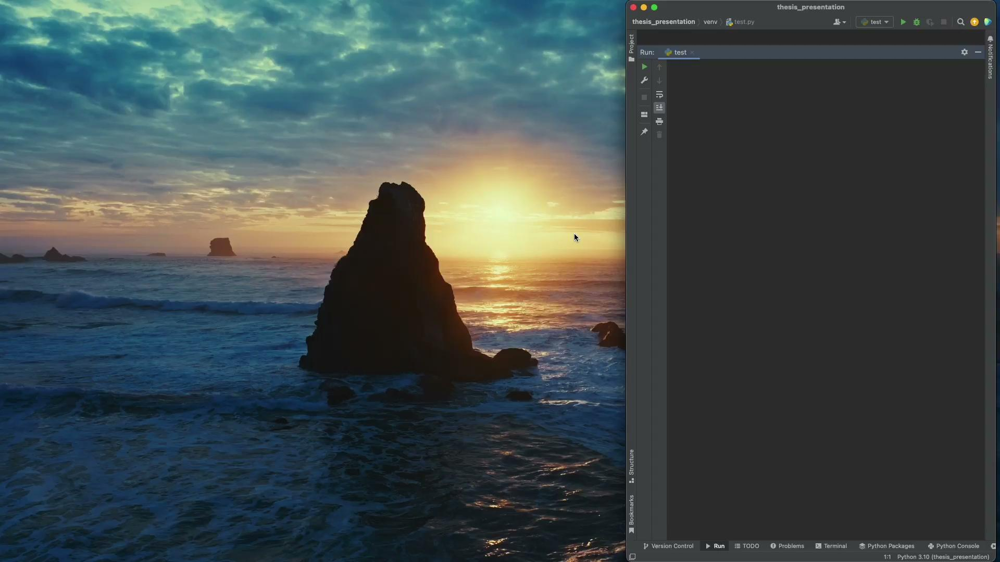 thesis_presentation
thesis_presentation venv test.py test
Project
Run: test
Notifications
Structure
Bookmarks
Version Control Run TODO Problems Terminal Python Packages Python Console
1:1 Python 3.10 (thesis_presentation)